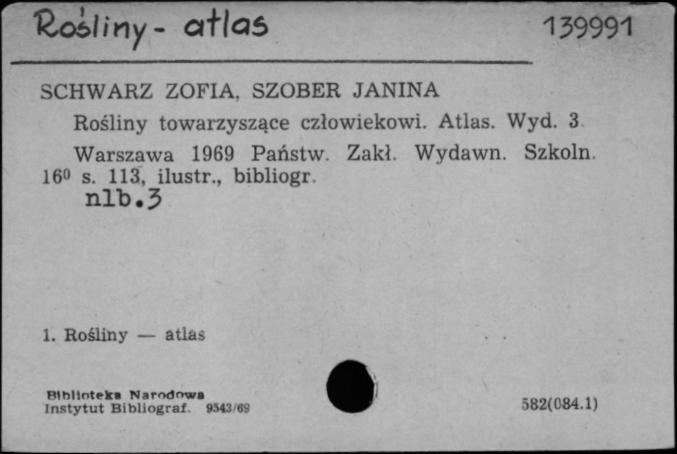 Rośliny - atlas 139991
SCHWARZ ZOFIA, SZOBER JANINA
Rośliny towarzyszące człowiekowi. Atlas. Wyd. 3.
Warszawa 1969 Państw. Zakł. Wydawn. Szkoln.
16⁰ s. 113, ilustr., bibliogr.
nlb.3
1. Rośliny — atlas
Biblioteka Narodowa
Instytut Bibliograf. 9543/69
582(084.1)